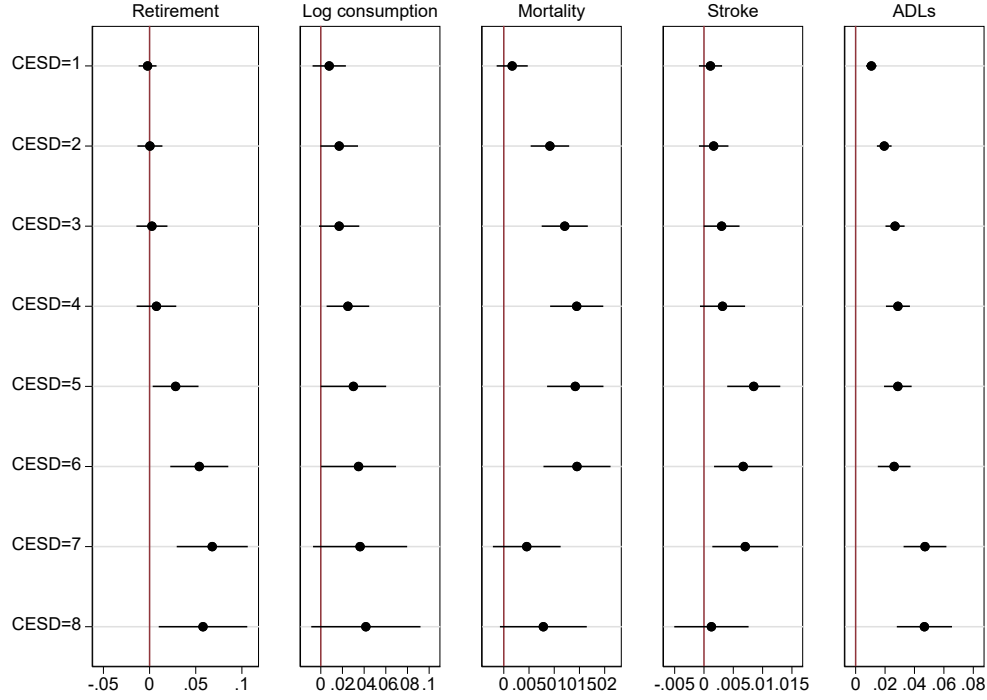 Retirement
Log consumption
Mortality
Stroke
ADLs
CESD=1
CESD=2
CESD=3
CESD=4
CESD=5
CESD=6
CESD=7
CESD=8
-.05 0 .05 .1
0 .02 .04 .06 .08 .1
0 .005 .01 .015 .02
-.005 0 .005 .01 .015
0 .02 .04 .06 .08